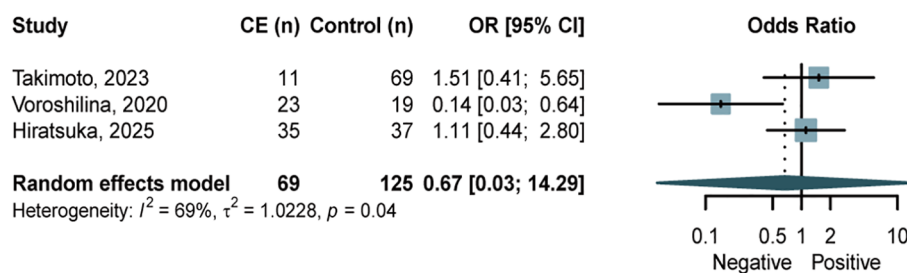 Study CE (n) Control (n) OR [95% CI] Odds Ratio
Takimoto, 2023 11 69 1.51 [0.41; 5.65]
Voroshilina, 2020 23 19 0.14 [0.03; 0.64]
Hiratsuka, 2025 35 37 1.11 [0.44; 2.80]
Random effects model 69 125 0.67 [0.03; 14.29]
Heterogeneity: I² = 69%, τ² = 1.0228, p = 0.04
0.1 0.5 1 2 10
Negative Positive